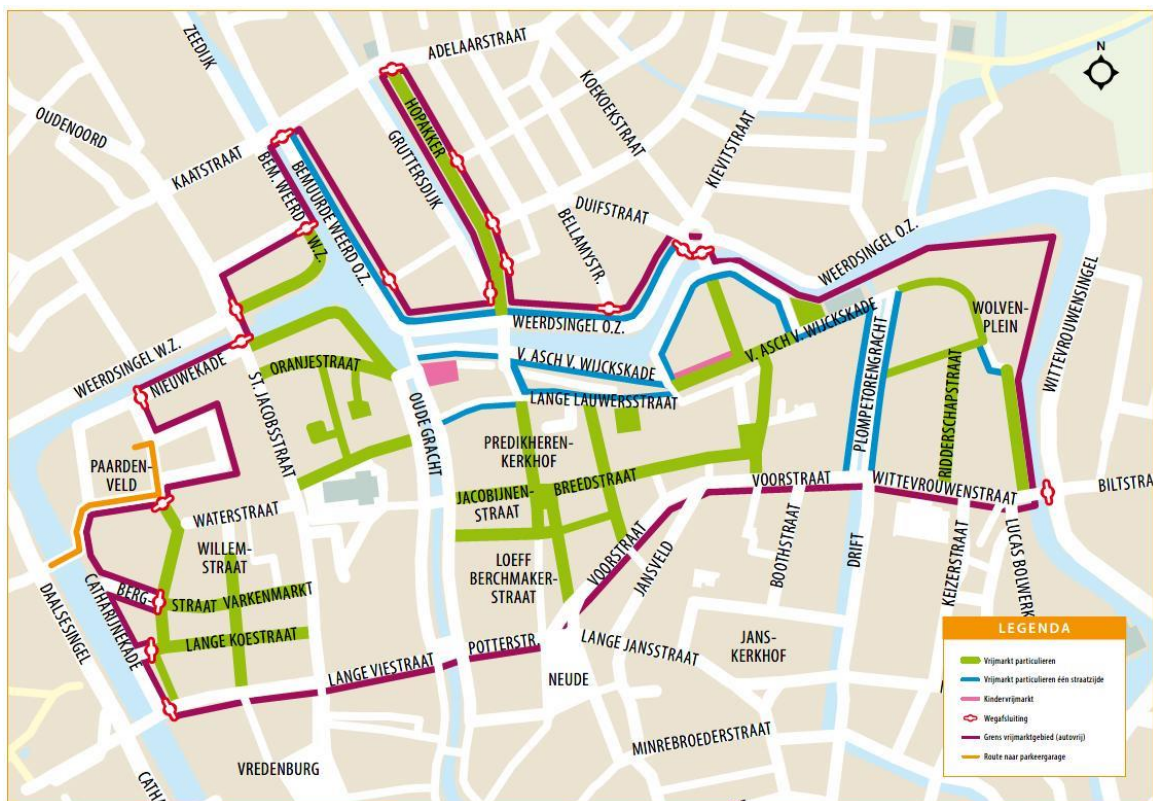 ZEEDIJK
ADELAARSTRAAT
N
OUDENOORD
KOEKOEKSTRAAT
HOPAKKER
KAATSTRAAT
GRUTTERSDIJK
KIEVITSTRAAT
BEM. WEERD
W.Z.
BEMUURDE WEERD O.Z.
DUIFSTRAAT
BELLAMYSTR.
WEERDSINGEL O.Z.
WITTEVROUWENSINGEL
WOLVEN-
PLEIN
WEERDSINGEL O.Z.
V. ASCH V. WIJCKSKADE
WEERDSINGEL W.Z.
NIEUWEKADE
ORANJESTRAAT
V. ASCH V. WIJCKSKADE
ST. JACOBSSTRAAT
OUDE GRACHT
LANGE LAUWERSSTRAAT
PLOMPETORENGRACHT
RIDDERSCHAPSTRAAT
PREDIKHEREN-
KERKHOF
PAARDEN-
VELD
JACOBIJNEN-
STRAAT
BREEDSTRAAT
VOORSTRAAT
WITTEVROUWENSTRAAT
BILTSTRA
WATERSTRAAT
WILLEM-
STRAAT
LOEFF
BERCHMAKER-
STRAAT
VOORSTRAAT
JANSVELD
BOOTHSTRAAT
DRIFT
KEIZERSTRAAT
LUCAS BOLWERK
DAALSESINGEL
CATHARIJNEKADE
BERG-
STRAAT
VARKENMARKT
LANGE KOESTRAAT
LANGE VIESTRAAT
POTTERSTR.
NEUDE
LANGE JANSSTRAAT
JANS-
KERKHOF
MINREBROEDERSTRAAT
VREDENBURG
CATHA
LEGENDA
Vrijmarkt particulieren
Vrijmarkt particulieren één straatzijde
Kindervrijmarkt
Wegafsluiting
Grens vrijmarktgebied (autovrij)
Route naar parkeergarage